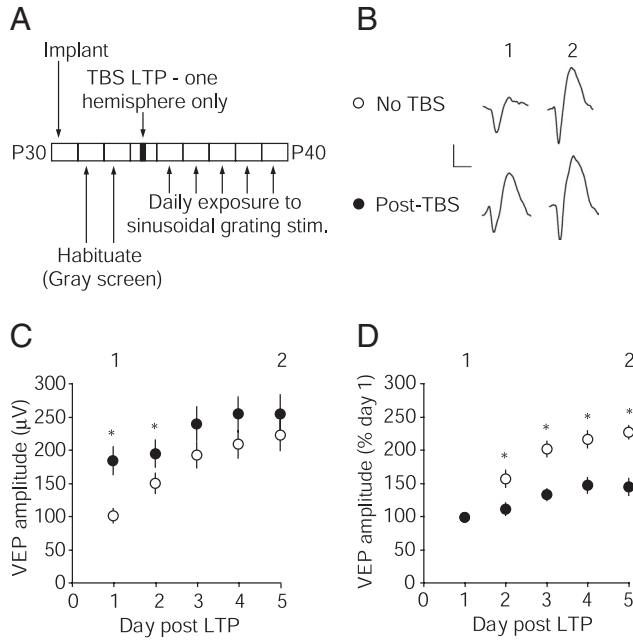 A
Implant
TBS LTP - one
hemisphere only
P30
P40
Daily exposure to
sinusoidal grating stim.
Habituate
(Gray screen)
B
1 2
No TBS
Post-TBS
C
1 2
VEP amplitude (µV)
300
250
200
150
100
50
0
* *
0 1 2 3 4 5
Day post LTP
D
1 2
VEP amplitude (% day 1)
300
250
200
150
100
50
0
* * * *
0 1 2 3 4 5
Day post LTP